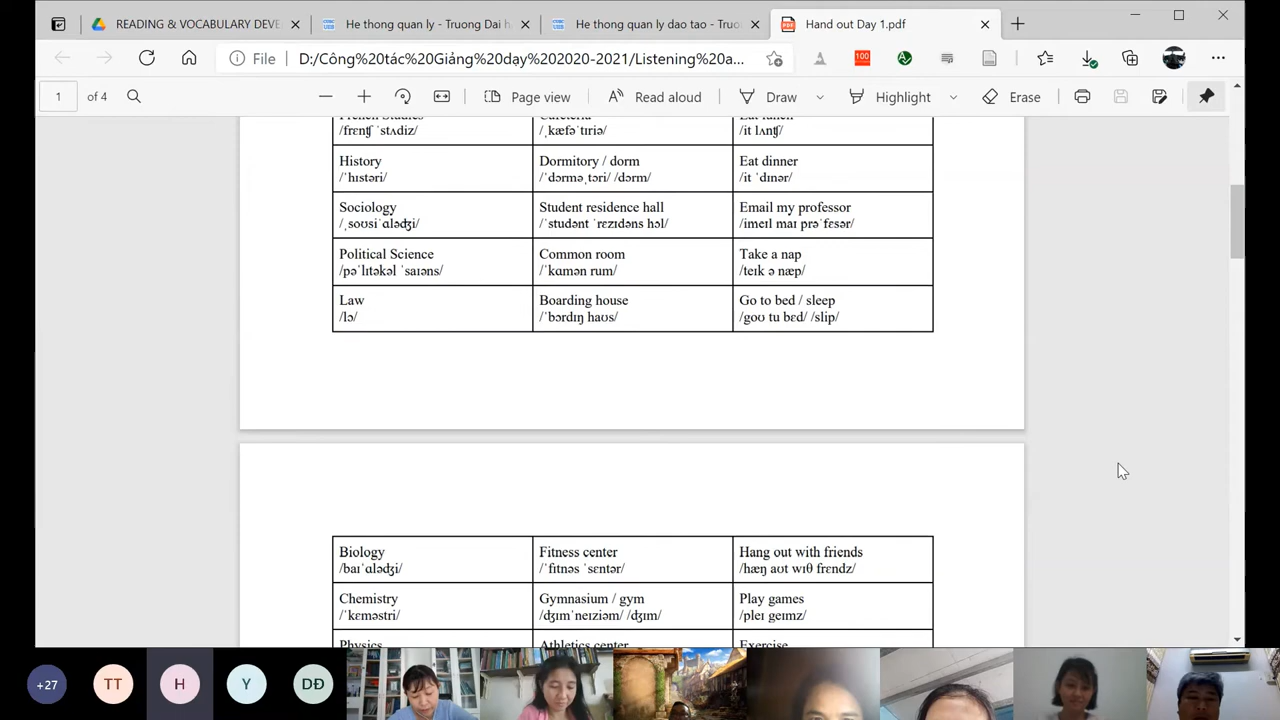 READING & VOCABULARY DEVE
He thong quan ly - Truong Dai h
He thong quan ly dao tao - Truo
Hand out Day 1.pdf
File
D:/Công%20tác%20Giảng%20dạy%202020-2021/Listening%20a...
100
1
of 4
Page view
Read aloud
Draw
Highlight
Erase
/frɛnʧ ˈstʌdiz/
/ˌkæfəˈtɪriə/
/it lʌnʧ/
History
/ˈhɪstəri/
Dormitory / dorm
/ˈdɔrməˌtɔri/ /dɔrm/
Eat dinner
/it ˈdɪnər/
Sociology
/ˌsoʊsiˈɑləʤi/
Student residence hall
/ˈstudənt ˈrɛzɪdəns hɔl/
Email my professor
/imeɪl maɪ prəˈfɛsər/
Political Science
/pəˈlɪtəkəl ˈsaɪəns/
Common room
/ˈkɑmən rum/
Take a nap
/teɪk ə næp/
Law
/lɔ/
Boarding house
/ˈbɔrdɪŋ haʊs/
Go to bed / sleep
/goʊ tu bɛd/ /slip/
Biology
/baɪˈɑləʤi/
Fitness center
/ˈfɪtnəs ˈsɛntər/
Hang out with friends
/hæŋ aʊt wɪθ frɛndz/
Chemistry
/ˈkɛməstri/
Gymnasium / gym
/ʤɪmˈneɪziəm/ /ʤɪm/
Play games
/pleɪ geɪmz/
Physics
Athletics center
Exercise
+27
TT
H
Y
DĐ